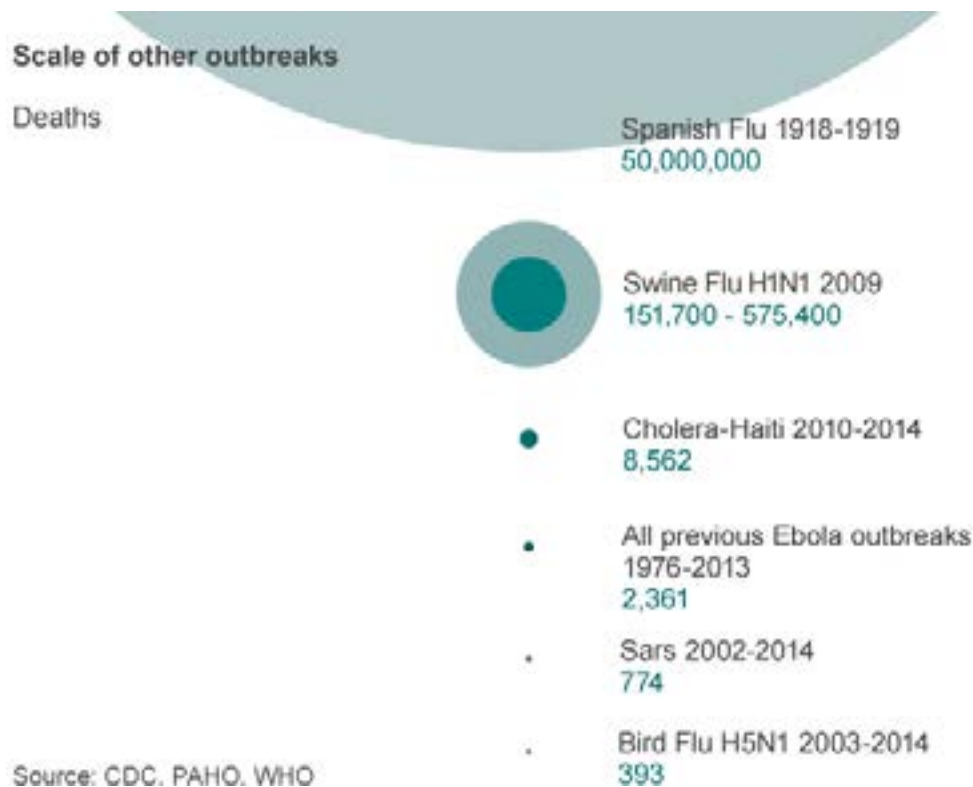 Scale of other outbreaks
Deaths
Spanish Flu 1918-1919
50,000,000
Swine Flu H1N1 2009
151,700 - 575,400
Cholera-Haiti 2010-2014
8,562
All previous Ebola outbreaks
1976-2013
2,361
Sars 2002-2014
774
Bird Flu H5N1 2003-2014
393
Source: CDC, PAHO, WHO